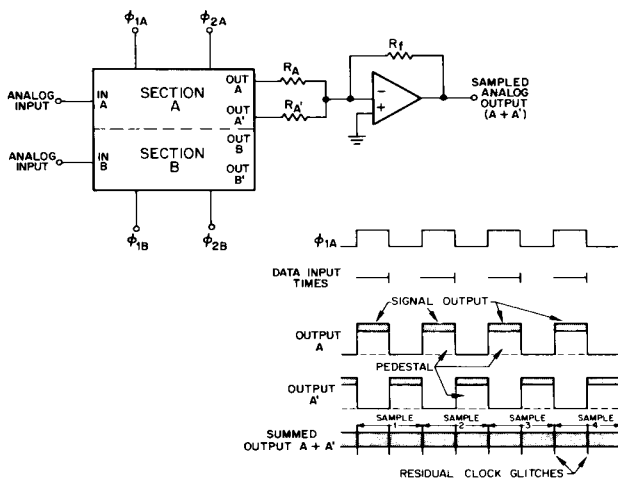 ϕ1A
ϕ2A
ANALOG INPUT
IN A
SECTION A
OUT A
OUT A'
RA
RA'
Rf
−
+
SAMPLED ANALOG OUTPUT (A + A')
ANALOG INPUT
IN B
SECTION B
OUT B
OUT B'
ϕ1B
ϕ2B
ϕ1A
DATA INPUT TIMES
SIGNAL OUTPUT
OUTPUT A
PEDESTAL
OUTPUT A'
SAMPLE 1
SAMPLE 2
SAMPLE 3
SAMPLE 4
SUMMED OUTPUT A + A'
RESIDUAL CLOCK GLITCHES